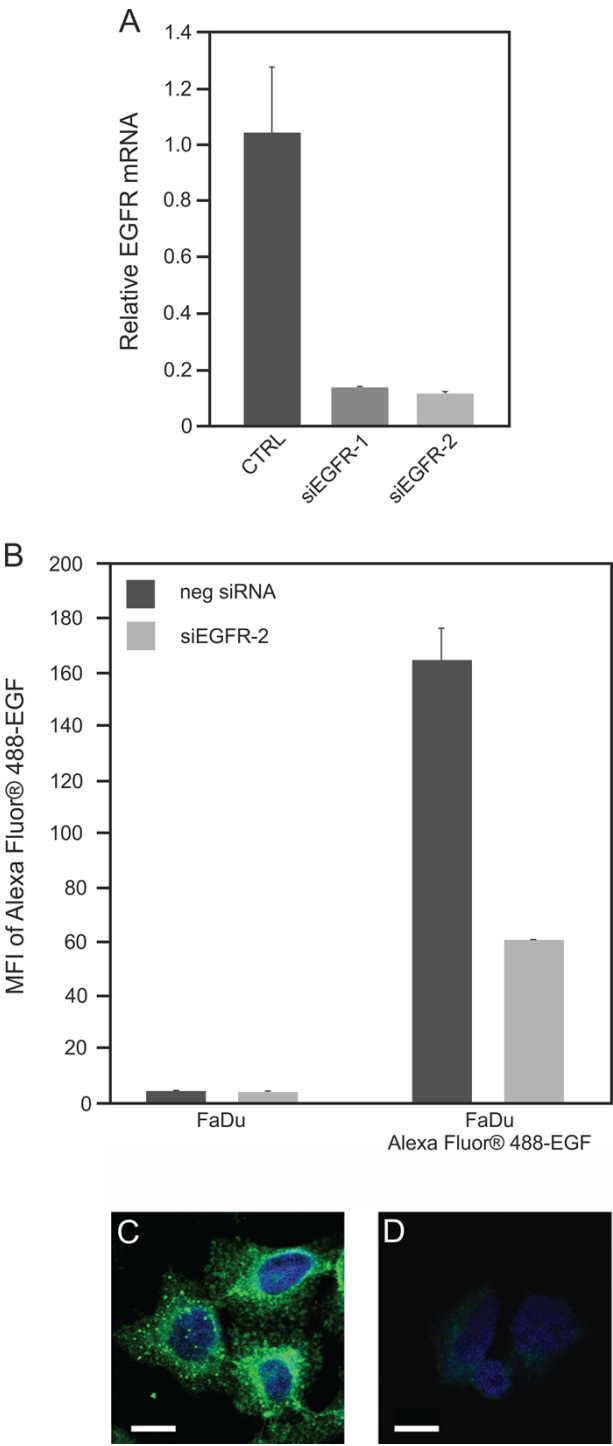 A
Relative EGFR mRNA
1.4
1.2
1.0
0.8
0.6
0.4
0.2
0
CTRL
siEGFR-1
siEGFR-2
B
MFI of Alexa Fluor® 488-EGF
200
180
160
140
120
100
80
60
40
20
0
neg siRNA
siEGFR-2
FaDu
FaDu
Alexa Fluor® 488-EGF
C
D